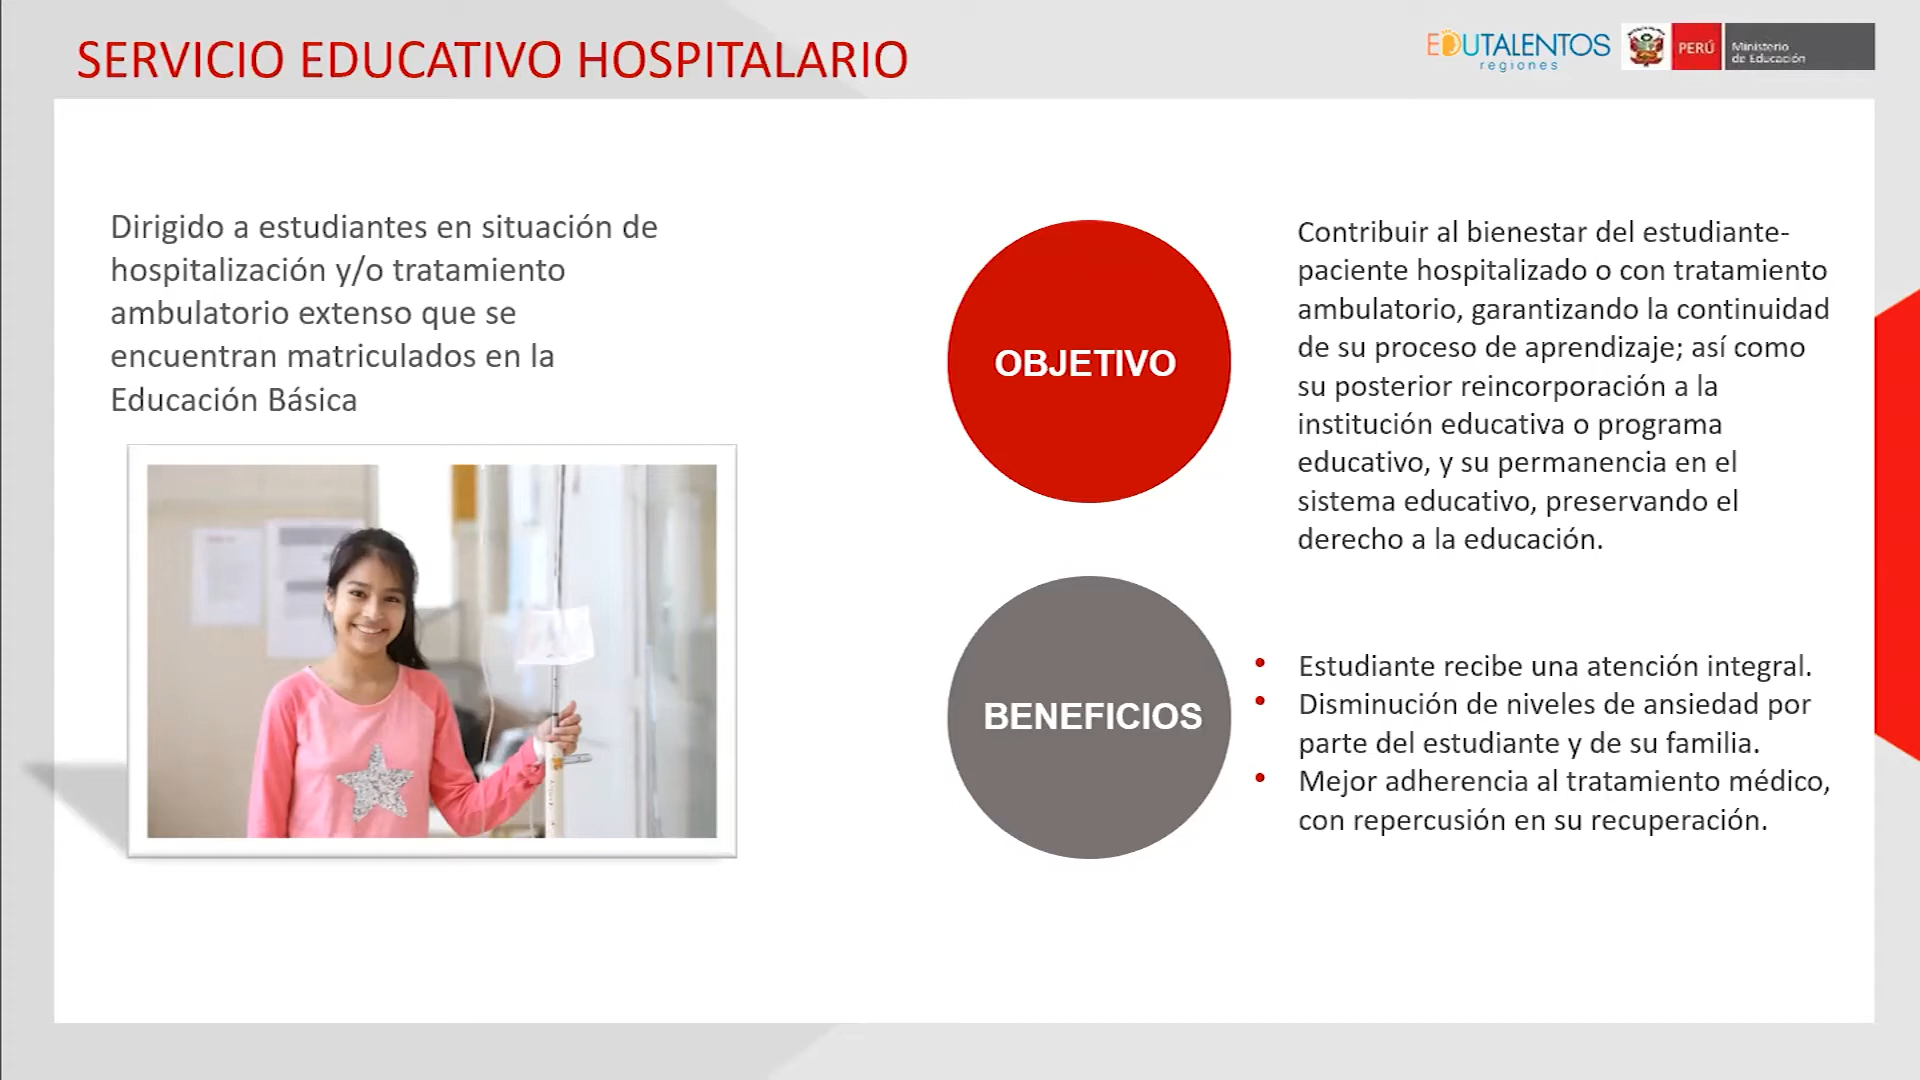 SERVICIO EDUCATIVO HOSPITALARIO
EDUTALENTOS
regiones
PERÚ
Ministerio
de Educación
Dirigido a estudiantes en situación de
hospitalización y/o tratamiento
ambulatorio extenso que se
encuentran matriculados en la
Educación Básica
OBJETIVO
Contribuir al bienestar del estudiante-
paciente hospitalizado o con tratamiento
ambulatorio, garantizando la continuidad
de su proceso de aprendizaje; así como
su posterior reincorporación a la
institución educativa o programa
educativo, y su permanencia en el
sistema educativo, preservando el
derecho a la educación.
BENEFICIOS
• Estudiante recibe una atención integral.
• Disminución de niveles de ansiedad por
parte del estudiante y de su familia.
• Mejor adherencia al tratamiento médico,
con repercusión en su recuperación.